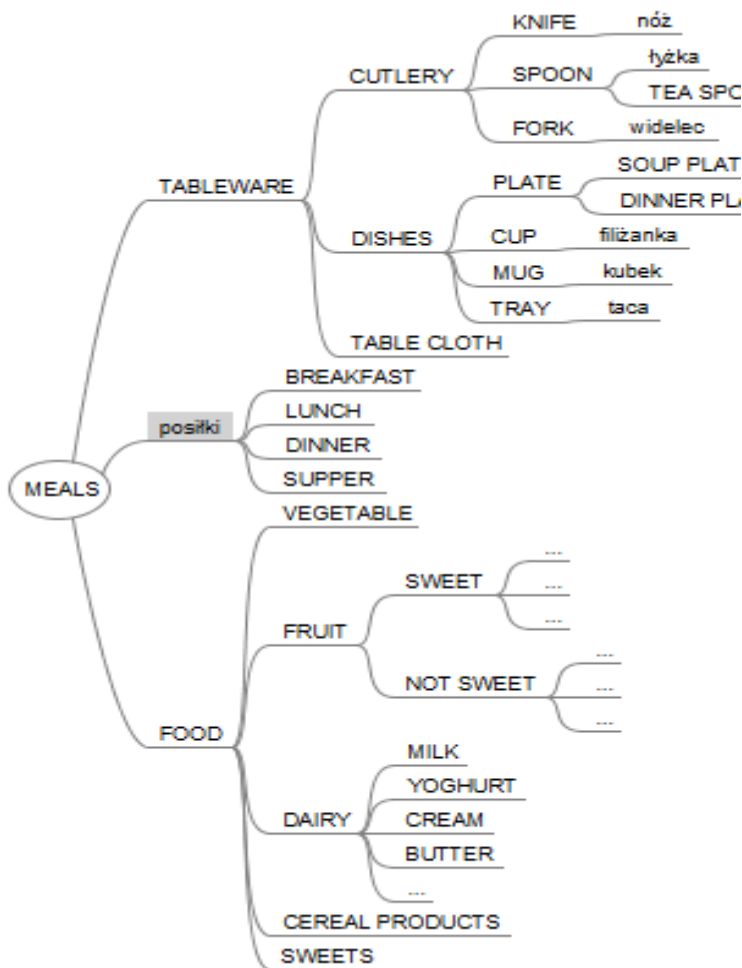 KNIFE nóż
CUTLERY SPOON łyżka
TEA SPO
FORK widelec
TABLEWARE
PLATE SOUP PLAT
DINNER PLA
DISHES CUP filiżanka
MUG kubek
TRAY taca
TABLE CLOTH
BREAKFAST
posiłki LUNCH
DINNER
MEALS SUPPER
VEGETABLE
...
SWEET ...
...
FRUIT
...
NOT SWEET ...
...
FOOD
MILK
YOGHURT
DAIRY CREAM
BUTTER
...
CEREAL PRODUCTS
SWEETS